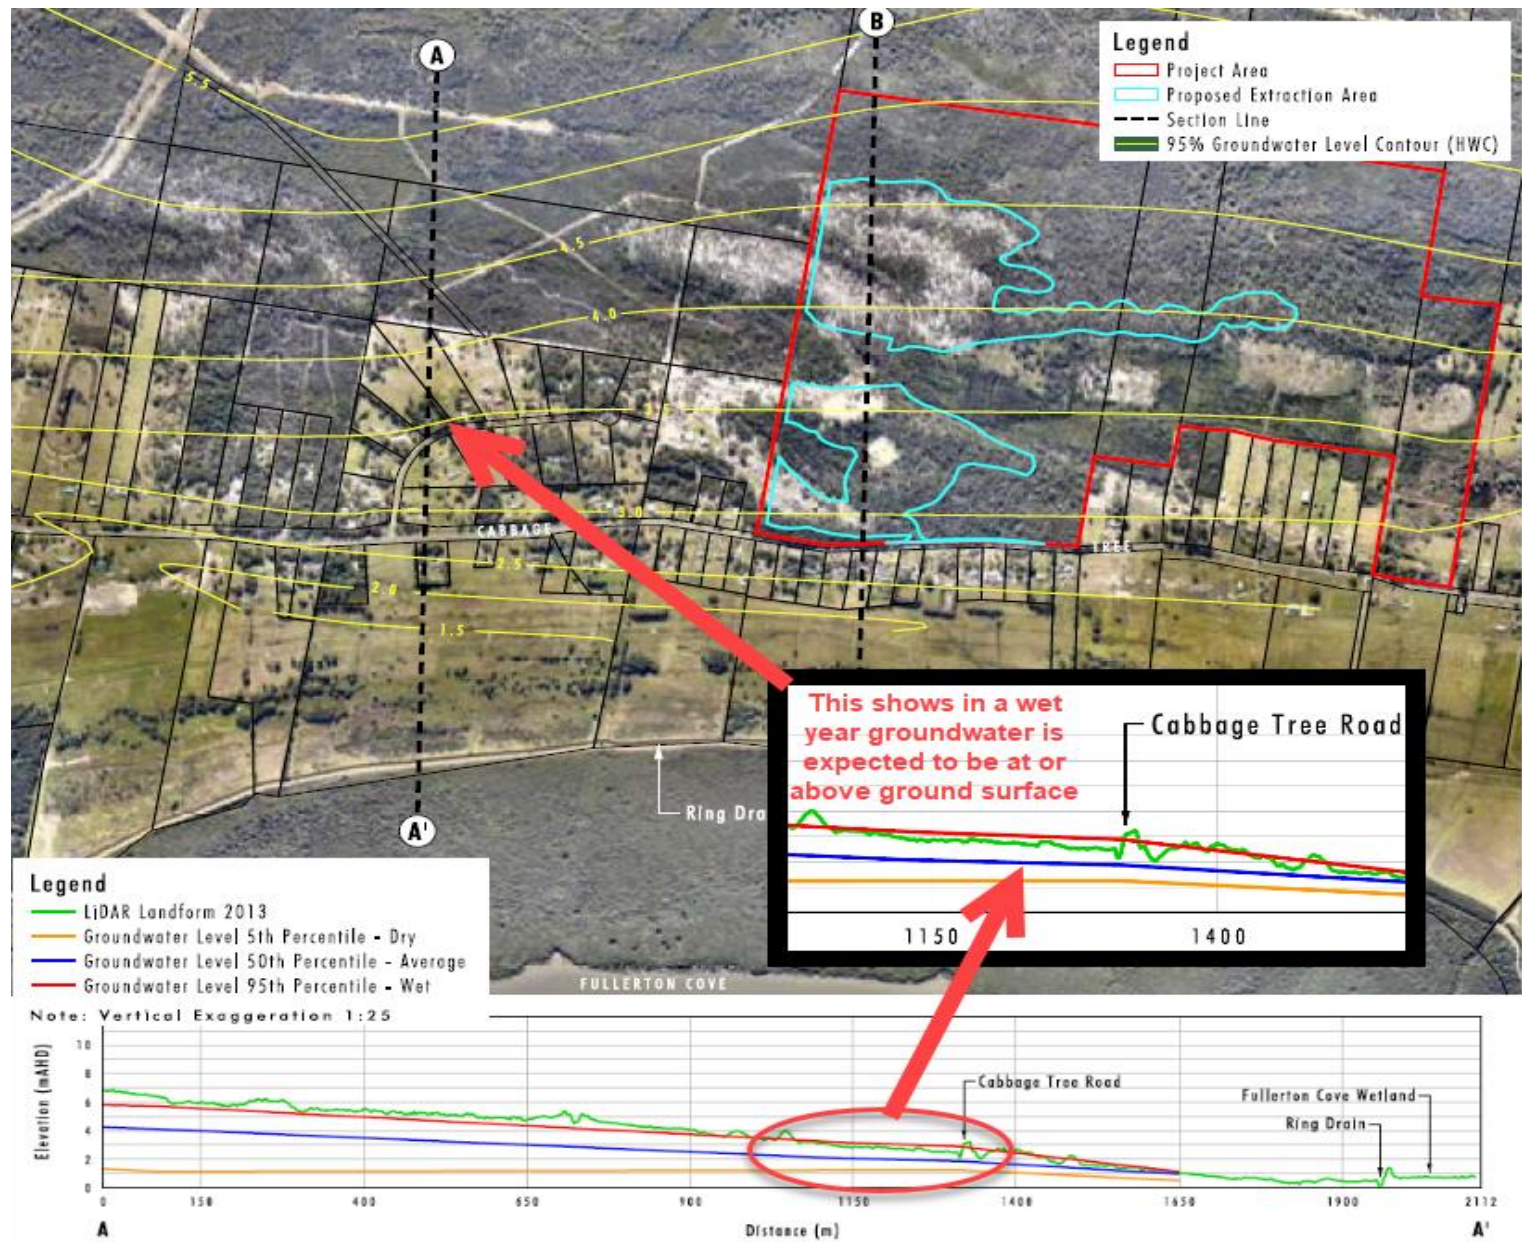 A
B
Legend
Project Area
Proposed Extraction Area
Section Line
95% Groundwater Level Contour (HWC)
5.5
4.5
4.0
3.0
CABBAGE
TREE
2.5
2.0
1.5
This shows in a wet
year groundwater is
expected to be at or
above ground surface
Cabbage Tree Road
1150
1400
Ring Dra
A'
FULLERTON COVE
Legend
LiDAR Landform 2013
Groundwater Level 5th Percentile - Dry
Groundwater Level 50th Percentile - Average
Groundwater Level 95th Percentile - Wet
Note: Vertical Exaggeration 1:25
Elevation (mAHD)
10
8
6
4
2
0
Cabbage Tree Road
Fullerton Cove Wetland
Ring Drain
0 150 400 650 900 1150 1400 1650 1900 2112
A
Distance (m)
A'